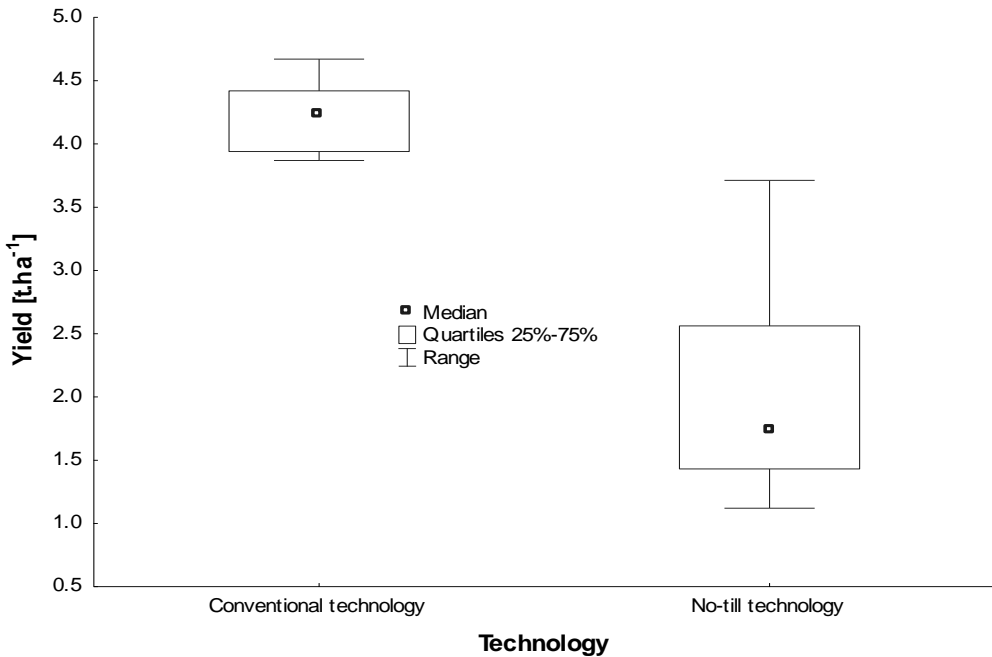 5.0
4.5
4.0
3.5
3.0
2.5
2.0
1.5
1.0
0.5
Yield [t.ha-1]
Median
Quartiles 25%-75%
Range
Conventional technology
No-till technology
Technology